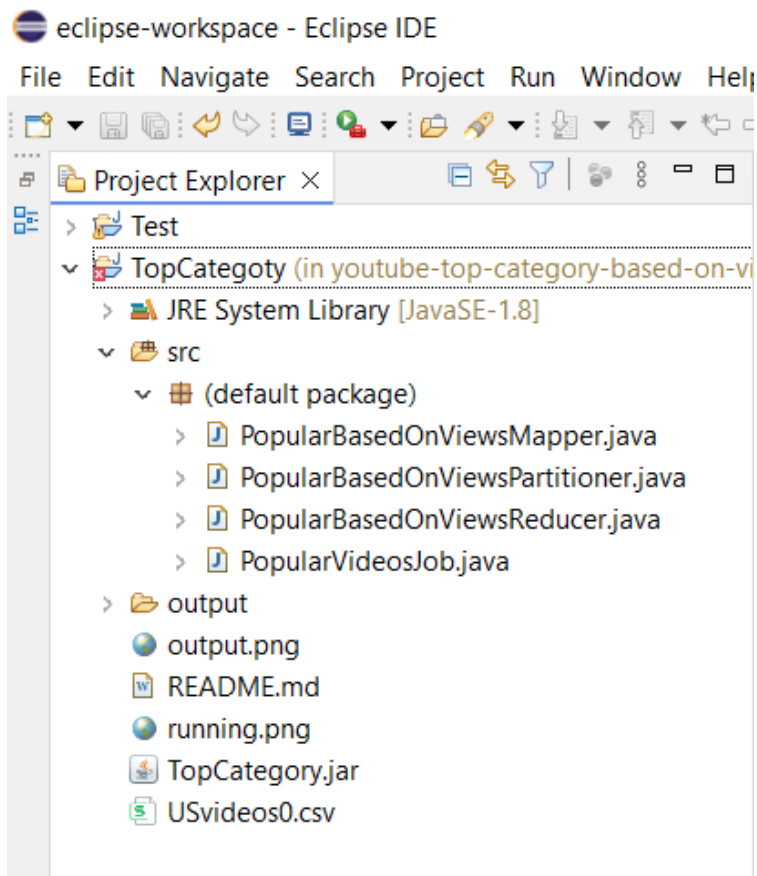 eclipse-workspace - Eclipse IDE
File Edit Navigate Search Project Run Window Help
Project Explorer
Test
TopCategoty (in youtube-top-category-based-on-vi
JRE System Library [JavaSE-1.8]
src
(default package)
PopularBasedOnViewsMapper.java
PopularBasedOnViewsPartitioner.java
PopularBasedOnViewsReducer.java
PopularVideosJob.java
output
output.png
README.md
running.png
TopCategory.jar
USvideos0.csv